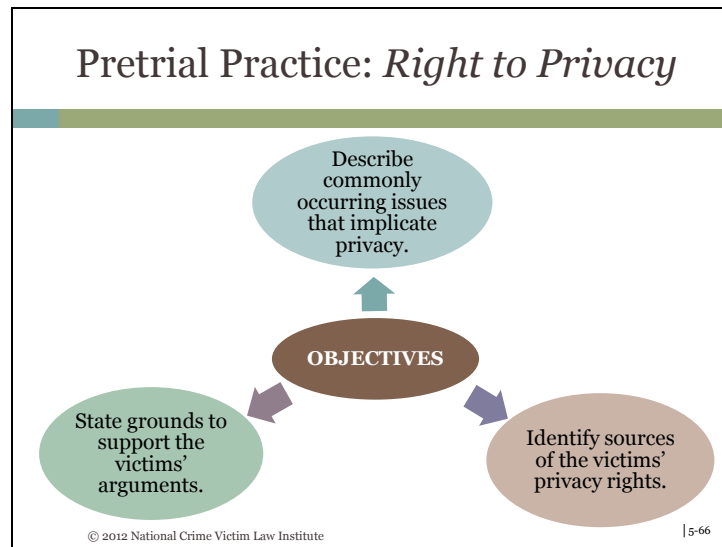 Pretrial Practice: Right to Privacy
Describe
commonly
occurring issues
that implicate
privacy.
OBJECTIVES
State grounds to
support the
victims’
arguments.
Identify sources
of the victims’
privacy rights.
© 2012 National Crime Victim Law Institute
|5-66